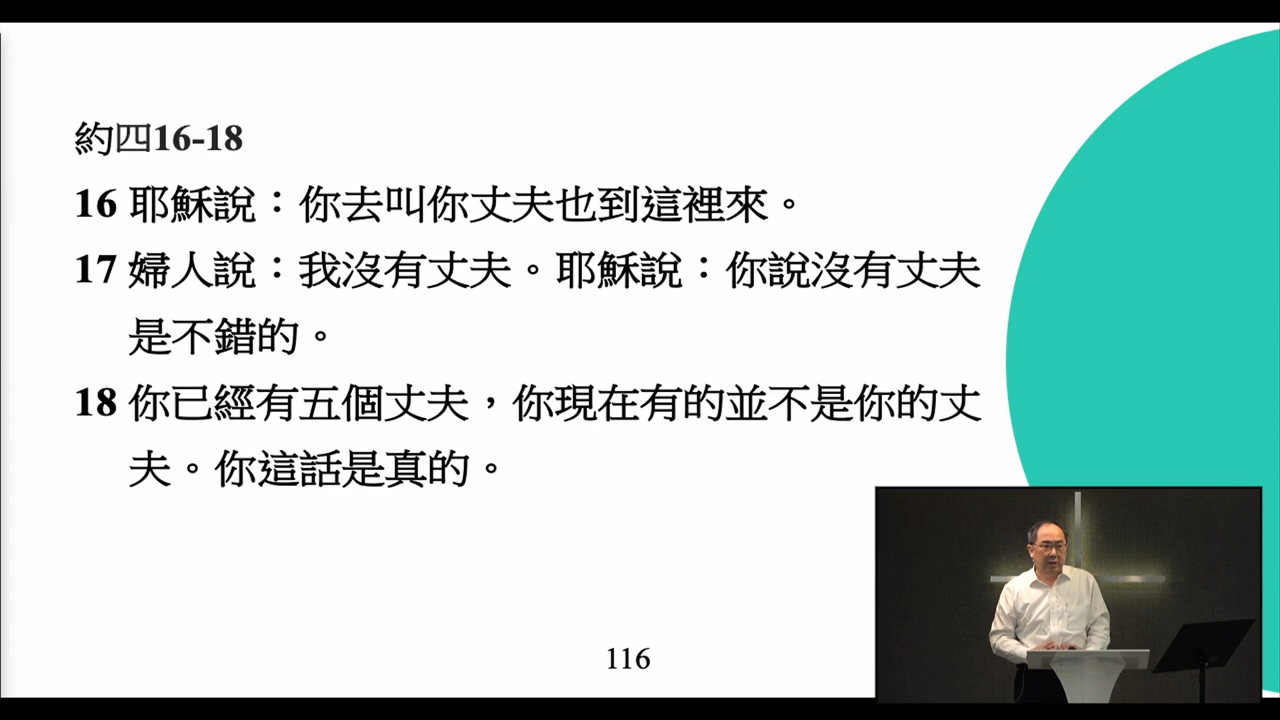 約四16-18
16 耶穌說：你去叫你丈夫也到這裡來。
17 婦人說：我沒有丈夫。耶穌說：你說沒有丈夫
是不錯的。
18 你已經有五個丈夫，你現在有的並不是你的丈
夫。你這話是真的。
116